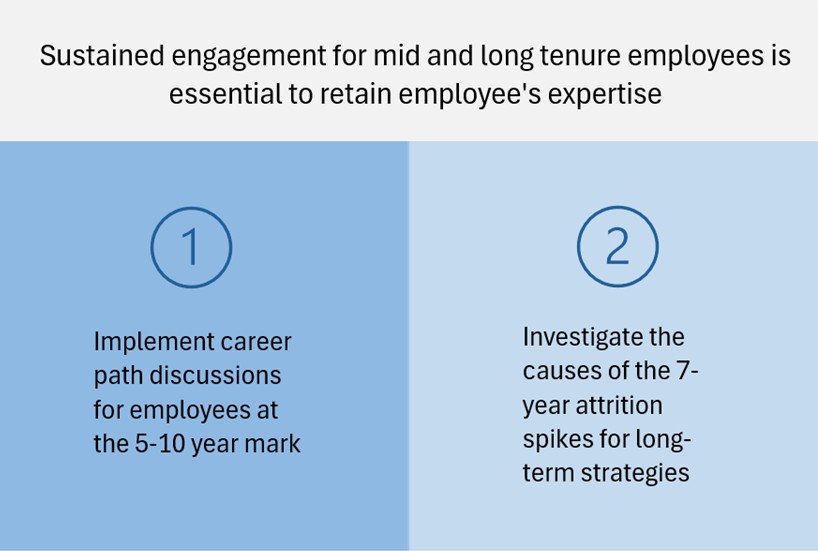 Sustained engagement for mid and long tenure employees is
essential to retain employee's expertise
1
Implement career
path discussions
for employees at
the 5-10 year mark
2
Investigate the
causes of the 7-
year attrition
spikes for long-
term strategies